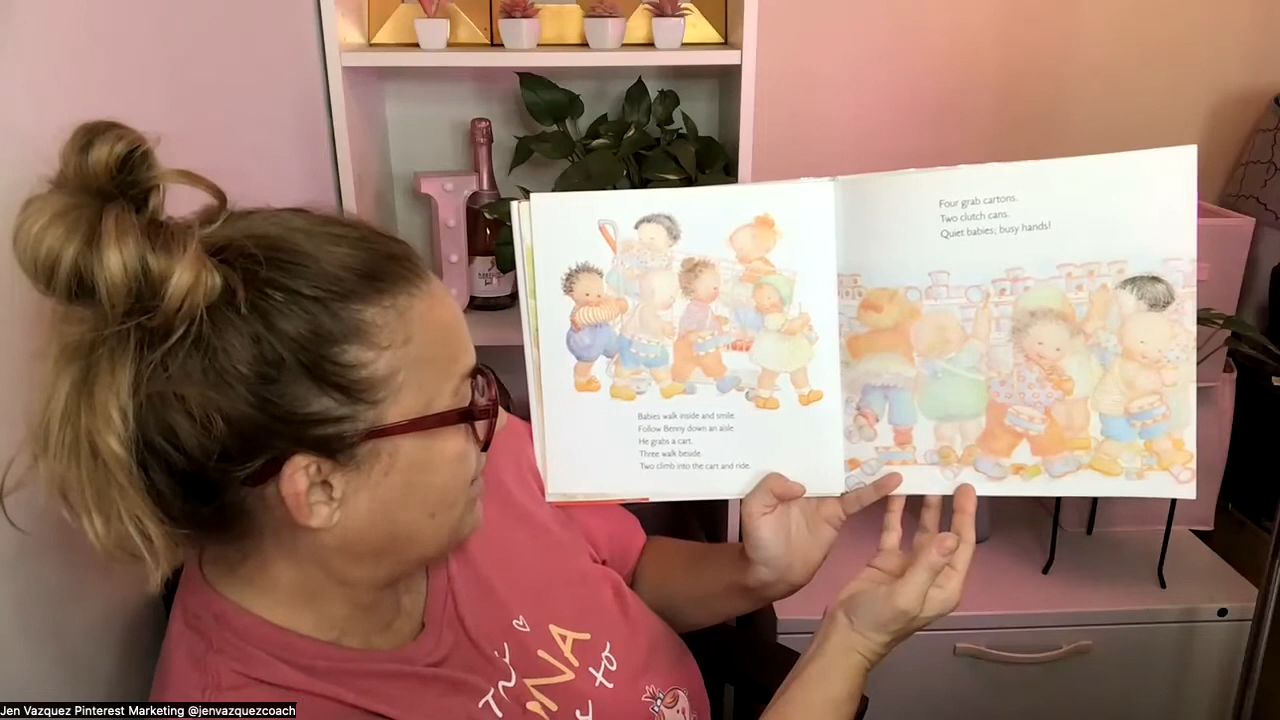 Four grab cartons.
Two clutch cans.
Quiet babies; busy hands!
Babies walk inside and smile.
Follow Benny down an aisle.
He grabs a cart.
Three walk beside.
Two climb into the cart and ride.
to
Jen Vazquez Pinterest Marketing @jenvazquezcoach